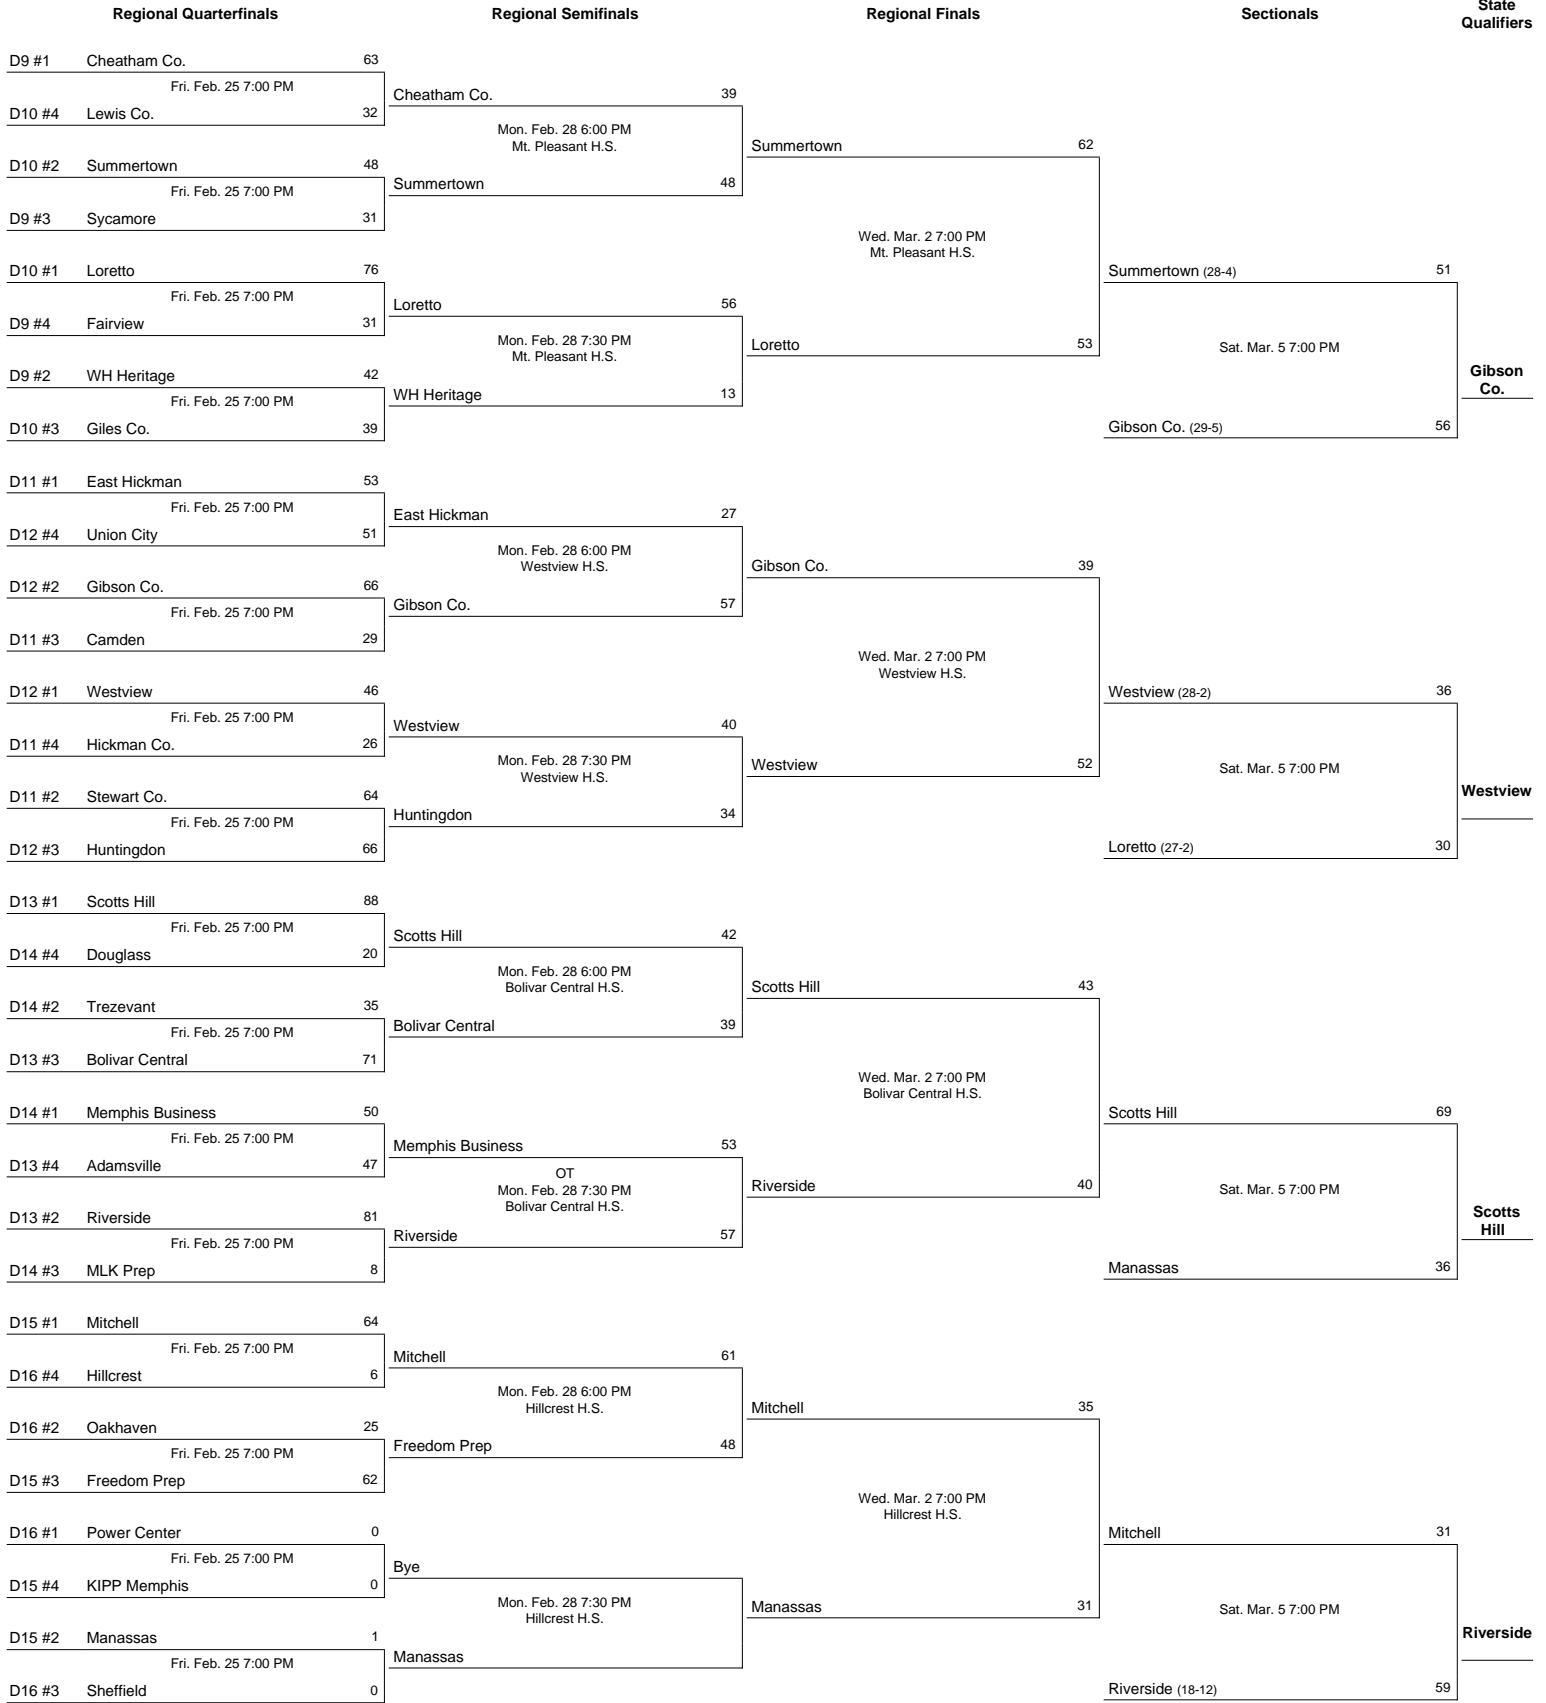 Regional Quarterfinals
Regional Semifinals
Regional Finals
Sectionals
State
Qualifiers
D9 #1 Cheatham Co. 63
Fri. Feb. 25 7:00 PM
D10 #4 Lewis Co. 32
D10 #2 Summertown 48
Fri. Feb. 25 7:00 PM
D9 #3 Sycamore 31
D10 #1 Loretto 76
Fri. Feb. 25 7:00 PM
D9 #4 Fairview 31
D9 #2 WH Heritage 42
Fri. Feb. 25 7:00 PM
D10 #3 Giles Co. 39
D11 #1 East Hickman 53
Fri. Feb. 25 7:00 PM
D12 #4 Union City 51
D12 #2 Gibson Co. 66
Fri. Feb. 25 7:00 PM
D11 #3 Camden 29
D12 #1 Westview 46
Fri. Feb. 25 7:00 PM
D11 #4 Hickman Co. 26
D11 #2 Stewart Co. 64
Fri. Feb. 25 7:00 PM
D12 #3 Huntingdon 66
D13 #1 Scotts Hill 88
Fri. Feb. 25 7:00 PM
D14 #4 Douglass 20
D14 #2 Trezevant 35
Fri. Feb. 25 7:00 PM
D13 #3 Bolivar Central 71
D14 #1 Memphis Business 50
Fri. Feb. 25 7:00 PM
D13 #4 Adamsville 47
D13 #2 Riverside 81
Fri. Feb. 25 7:00 PM
D14 #3 MLK Prep 8
D15 #1 Mitchell 64
Fri. Feb. 25 7:00 PM
D16 #4 Hillcrest 6
D16 #2 Oakhaven 25
Fri. Feb. 25 7:00 PM
D15 #3 Freedom Prep 62
D16 #1 Power Center 0
Fri. Feb. 25 7:00 PM
D15 #4 KIPP Memphis 0
D15 #2 Manassas 1
Fri. Feb. 25 7:00 PM
D16 #3 Sheffield 0
Cheatham Co. 39
Mon. Feb. 28 6:00 PM
Mt. Pleasant H.S.
Summertown 48
Loretto 56
Mon. Feb. 28 7:30 PM
Mt. Pleasant H.S.
WH Heritage 13
East Hickman 27
Mon. Feb. 28 6:00 PM
Westview H.S.
Gibson Co. 57
Westview 40
Mon. Feb. 28 7:30 PM
Westview H.S.
Huntingdon 34
Scotts Hill 42
Mon. Feb. 28 6:00 PM
Bolivar Central H.S.
Bolivar Central 39
Memphis Business 53
OT
Mon. Feb. 28 7:30 PM
Bolivar Central H.S.
Riverside 57
Mitchell 61
Mon. Feb. 28 6:00 PM
Hillcrest H.S.
Freedom Prep 48
Bye
Mon. Feb. 28 7:30 PM
Hillcrest H.S.
Manassas
Summertown 62
Wed. Mar. 2 7:00 PM
Mt. Pleasant H.S.
Loretto 53
Gibson Co. 39
Wed. Mar. 2 7:00 PM
Westview H.S.
Westview 52
Scotts Hill 43
Wed. Mar. 2 7:00 PM
Bolivar Central H.S.
Riverside 40
Mitchell 35
Wed. Mar. 2 7:00 PM
Hillcrest H.S.
Manassas 31
Summertown (28-4) 51
Sat. Mar. 5 7:00 PM
Gibson Co. (29-5) 56
Westview (28-2) 36
Sat. Mar. 5 7:00 PM
Loretto (27-2) 30
Scotts Hill 69
Sat. Mar. 5 7:00 PM
Manassas 36
Mitchell 31
Sat. Mar. 5 7:00 PM
Riverside (18-12) 59
Gibson
Co.
Westview
Scotts
Hill
Riverside